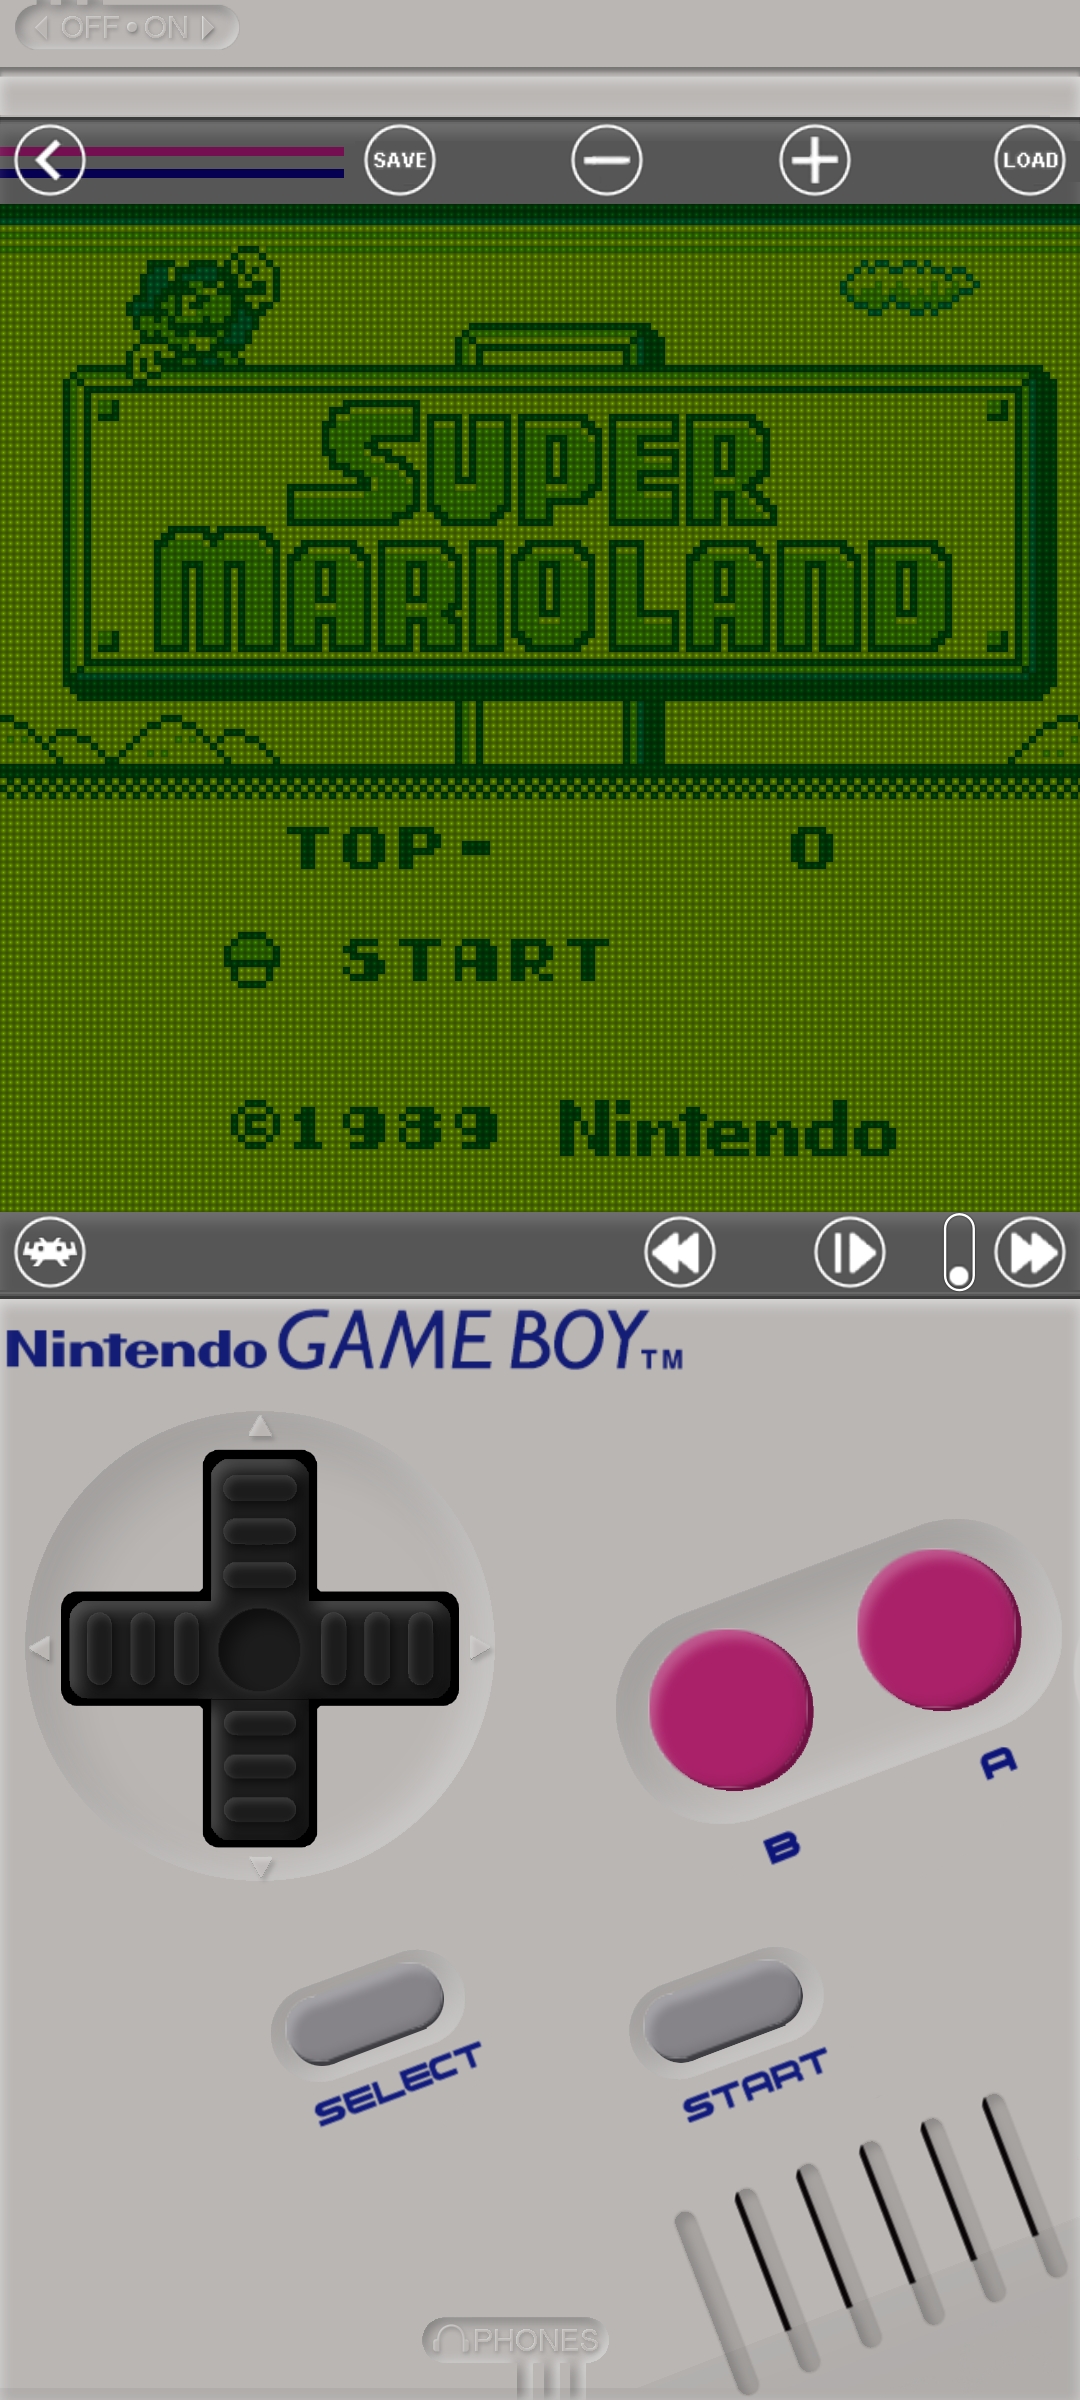 OFF•ON
SAVE
LOAD
SUPER
MARIOLAND
TOP- 0
START
©1989 Nintendo
Nintendo GAME BOY TM
A
B
SELECT
START
PHONES